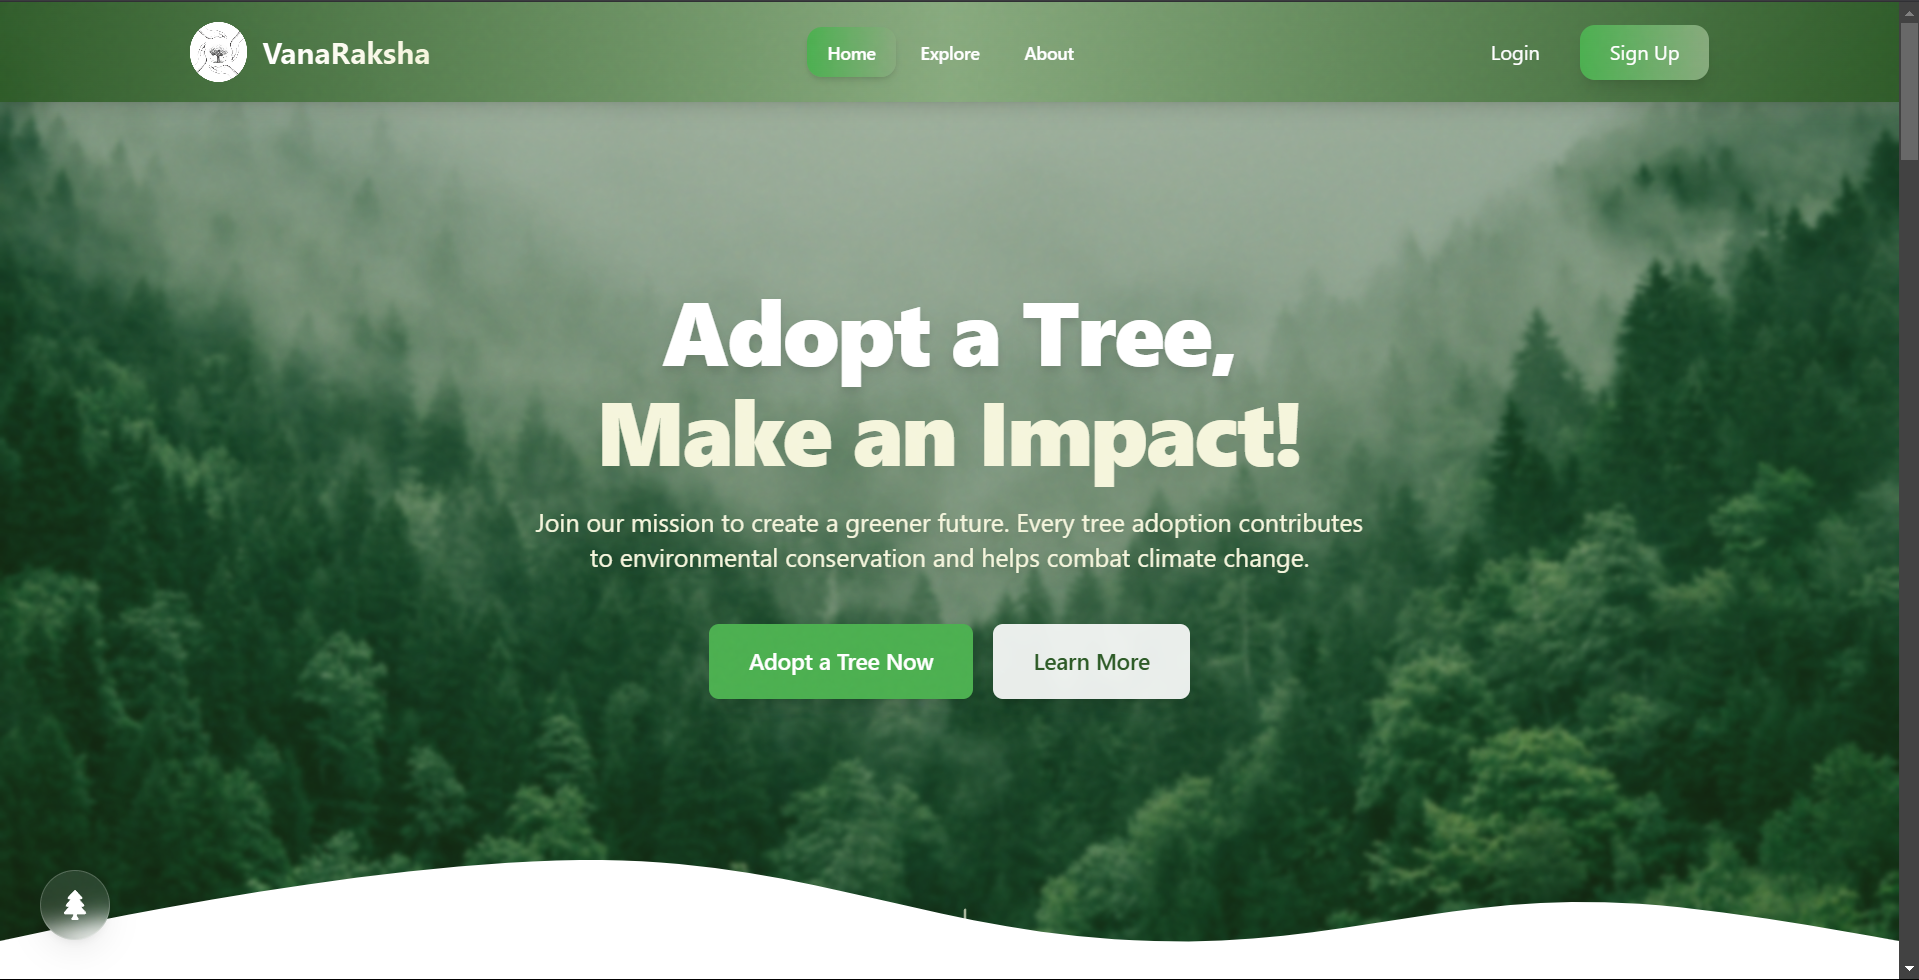 VanaRaksha
Home
Explore
About
Login
Sign Up
Adopt a Tree,
Make an Impact!
Join our mission to create a greener future. Every tree adoption contributes
to environmental conservation and helps combat climate change.
Adopt a Tree Now
Learn More